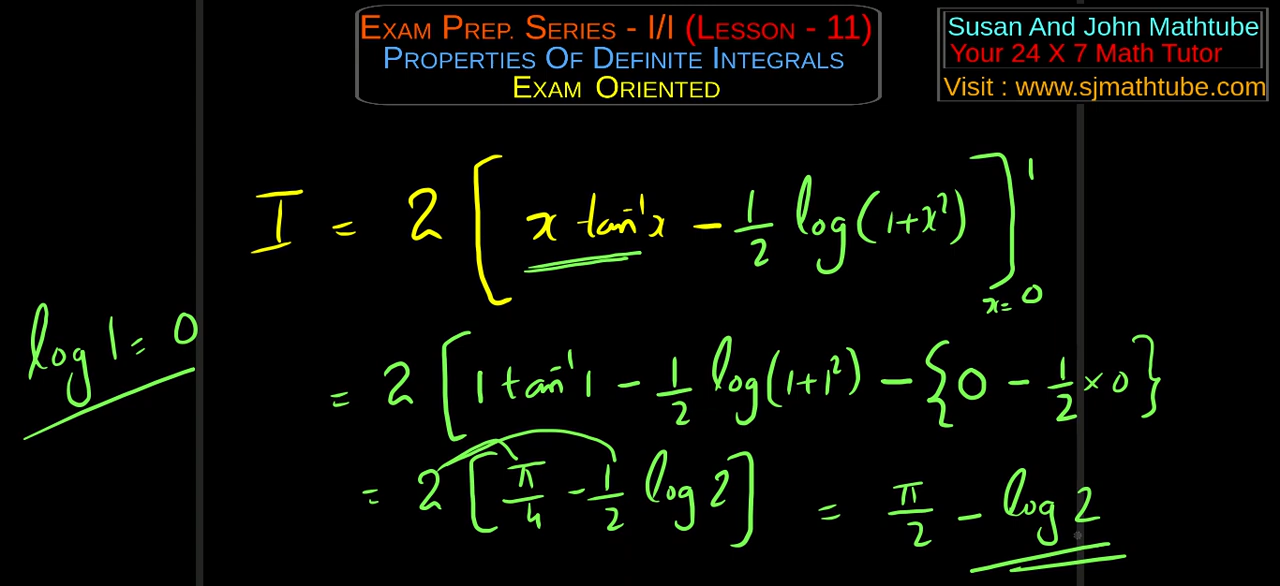 EXAM PREP. SERIES - I/I (LESSON - 11)
PROPERTIES OF DEFINITE INTEGRALS
EXAM ORIENTED
Susan And John Mathtube
Your 24 X 7 Math Tutor
Visit : www.sjmathtube.com
I = 2 [ x tan⁻¹x - 1/2 log(1+x²) ]₍ₓ₌₀₎¹
log 1 = 0
= 2 [ 1 tan⁻¹1 - 1/2 log(1+1²) - { 0 - 1/2 × 0 }
= 2 [ π/4 - 1/2 log 2 ] = π/2 - log 2